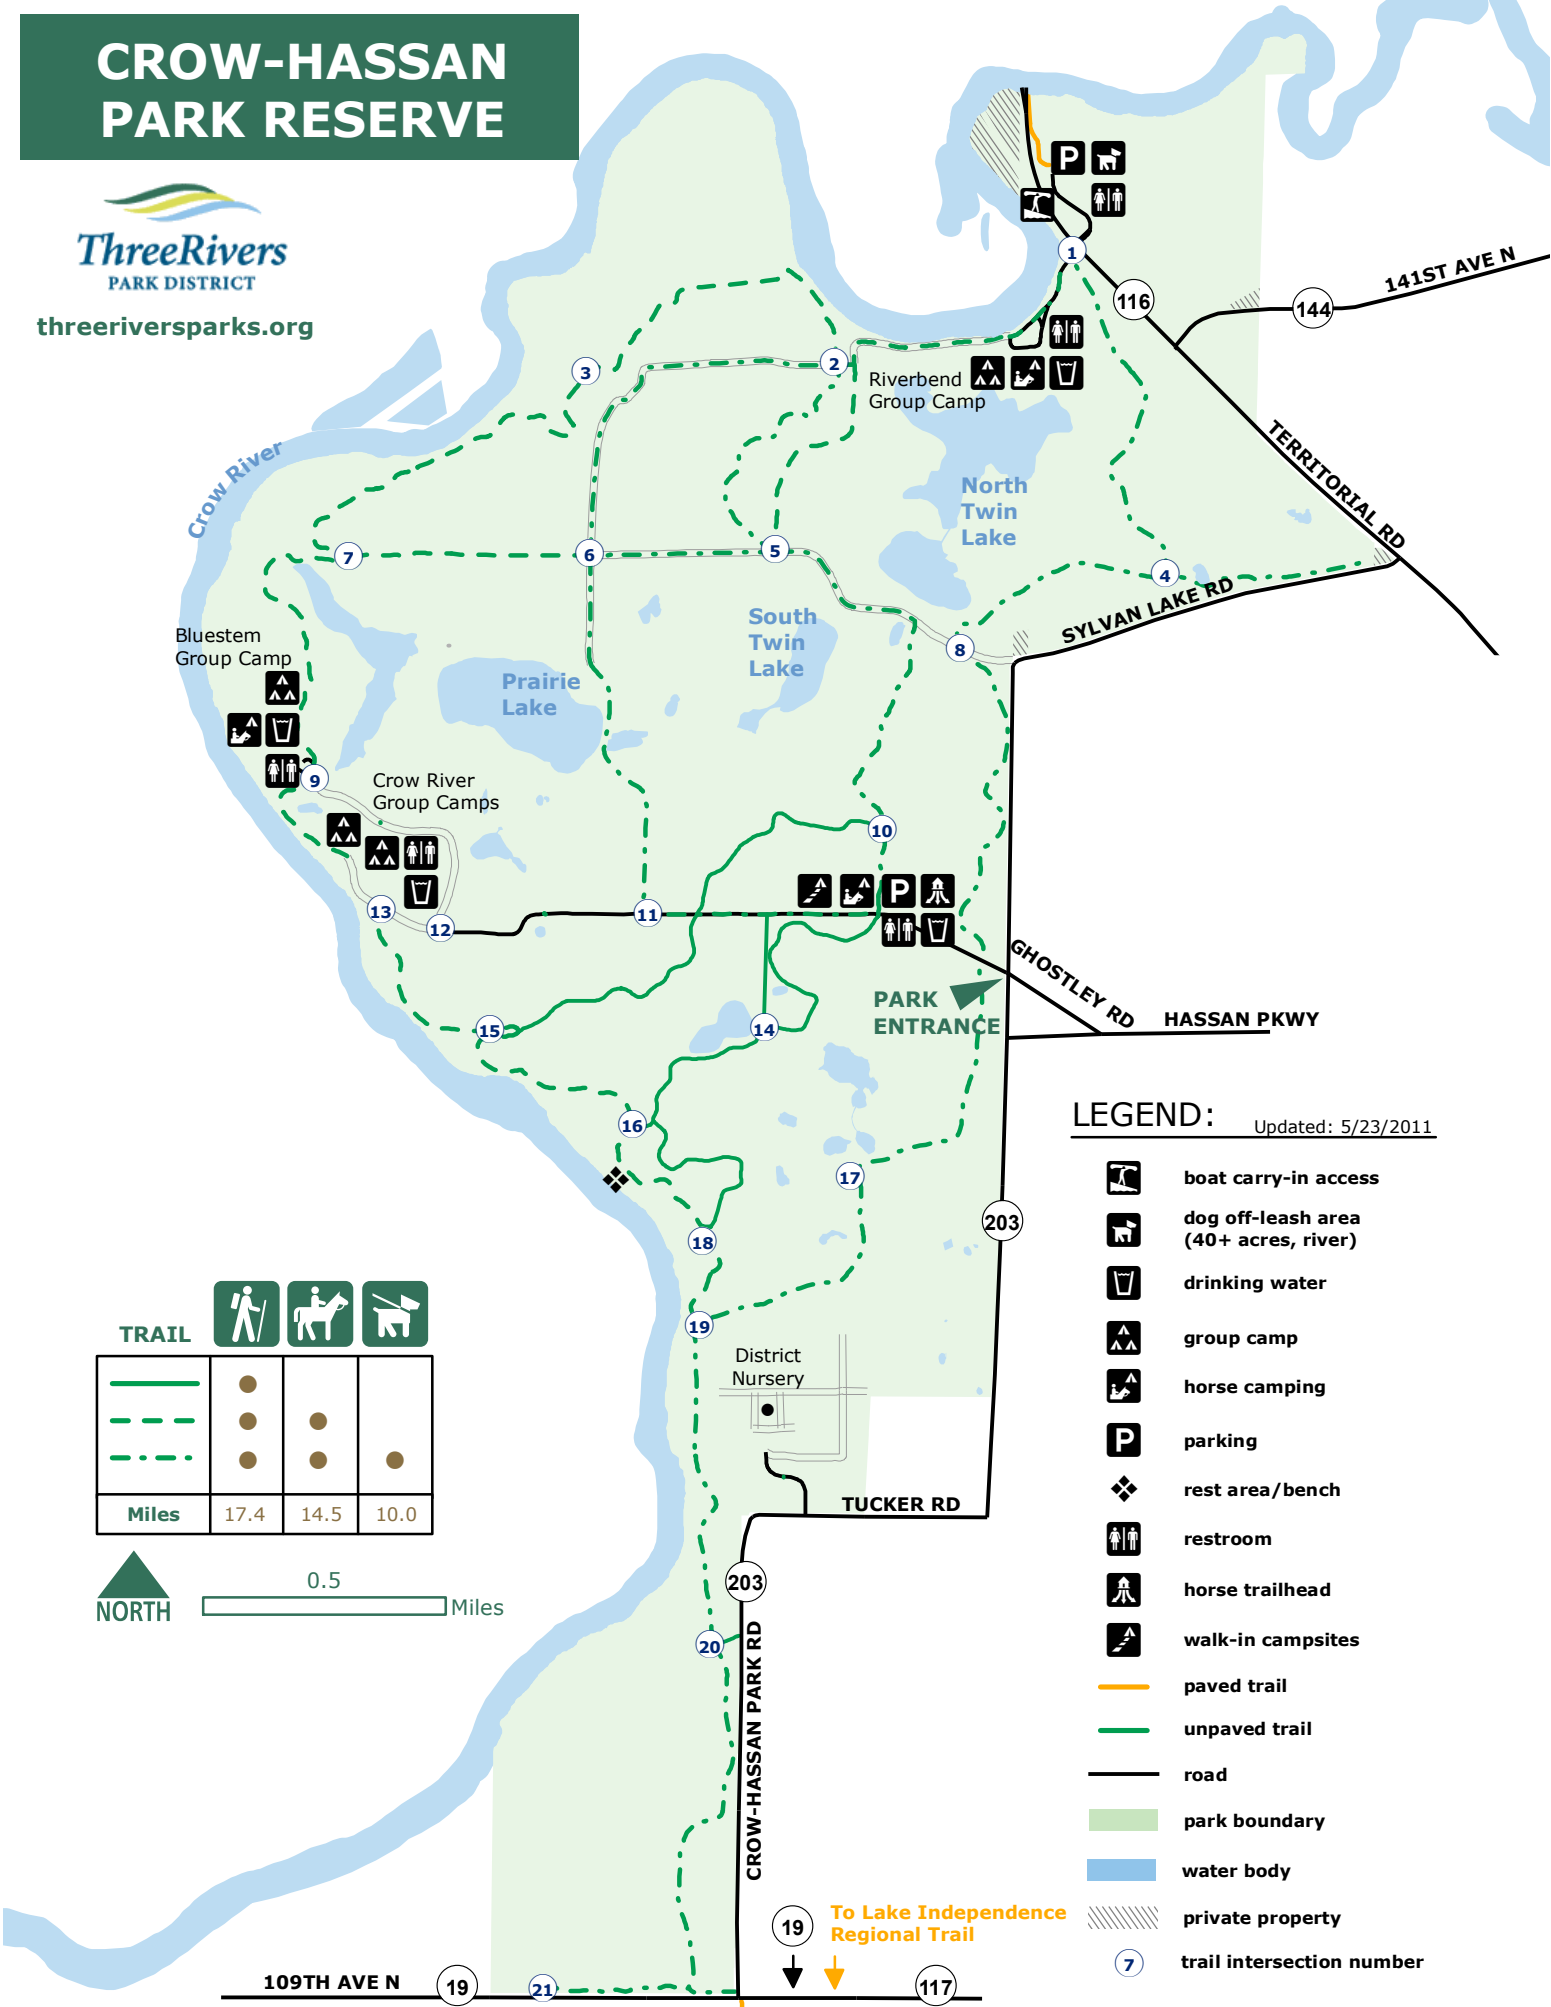 CROW-HASSAN
PARK RESERVE
ThreeRivers
PARK DISTRICT
threeriversparks.org
P
1
116
141ST AVE N
144
2
3
Riverbend
Group Camp
TERRITORIAL RD
Crow River
North
Twin
Lake
7
6
5
4
SYLVAN LAKE RD
Bluestem
Group Camp
South
Twin
Lake
8
Prairie
Lake
9
Crow River
Group Camps
10
P
13
12
11
GHOSTLEY RD
PARK
ENTRANCE
HASSAN PKWY
15
14
16
17
18
203
19
District
Nursery
TUCKER RD
203
20
CROW-HASSAN PARK RD
TRAIL
Miles
17.4
14.5
10.0
NORTH
0.5
Miles
LEGEND:
Updated: 5/23/2011
boat carry-in access
dog off-leash area
(40+ acres, river)
drinking water
group camp
horse camping
P
parking
rest area/bench
restroom
horse trailhead
walk-in campsites
paved trail
unpaved trail
road
park boundary
water body
private property
7
trail intersection number
19
To Lake Independence
Regional Trail
109TH AVE N
19
21
117